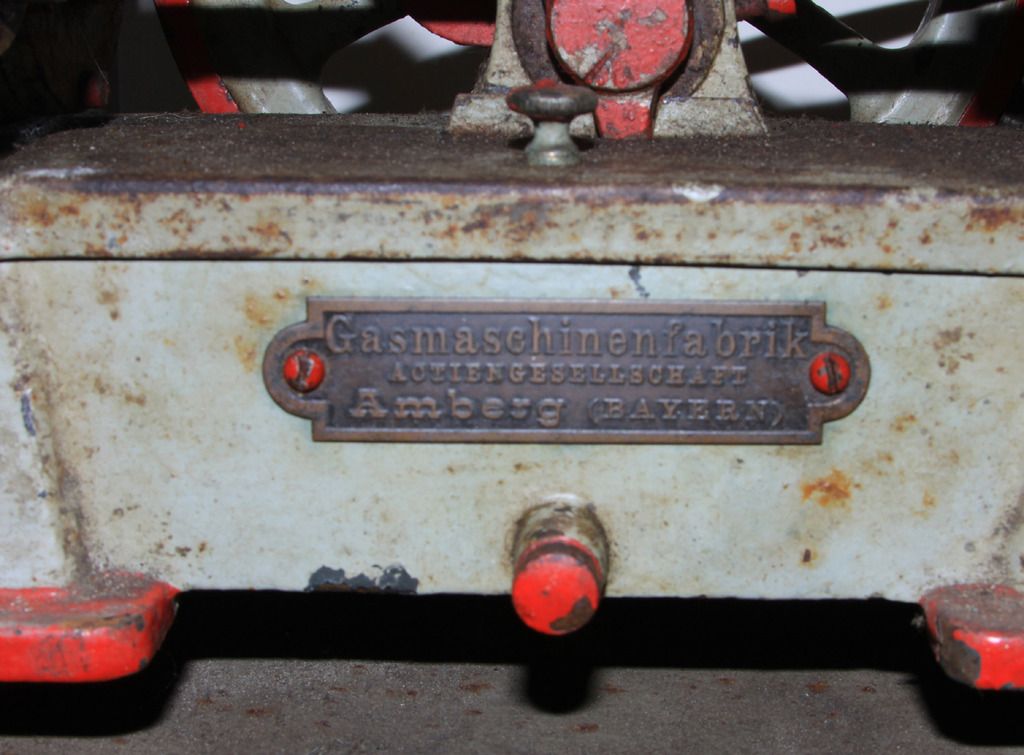 Gasmaschinenfabrik
ACTIENGESELLSCHAFT
Amberg (BAYERN)